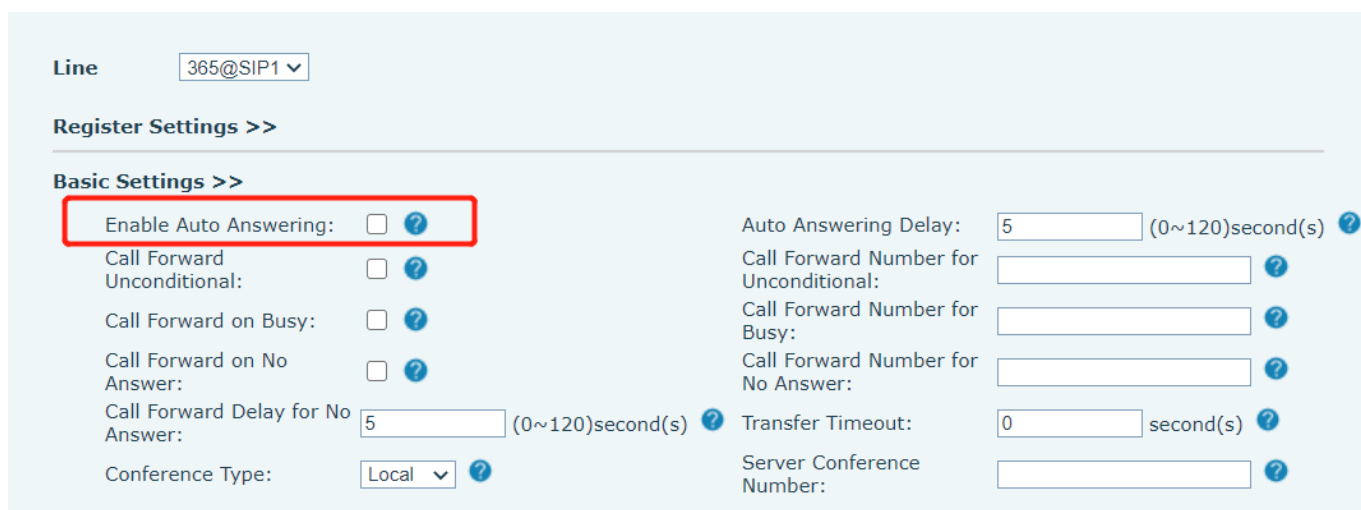 Line 365@SIP1
Register Settings >>
Basic Settings >>
Enable Auto Answering: ? Auto Answering Delay: 5 (0~120)second(s) ?
Call Forward
Unconditional: ? Call Forward Number for
Unconditional: ?
Call Forward on Busy: ? Call Forward Number for
Busy: ?
Call Forward on No
Answer: ? Call Forward Number for
No Answer: ?
Call Forward Delay for No
Answer: 5 (0~120)second(s) ? Transfer Timeout: 0 second(s) ?
Conference Type: Local ? Server Conference
Number: ?